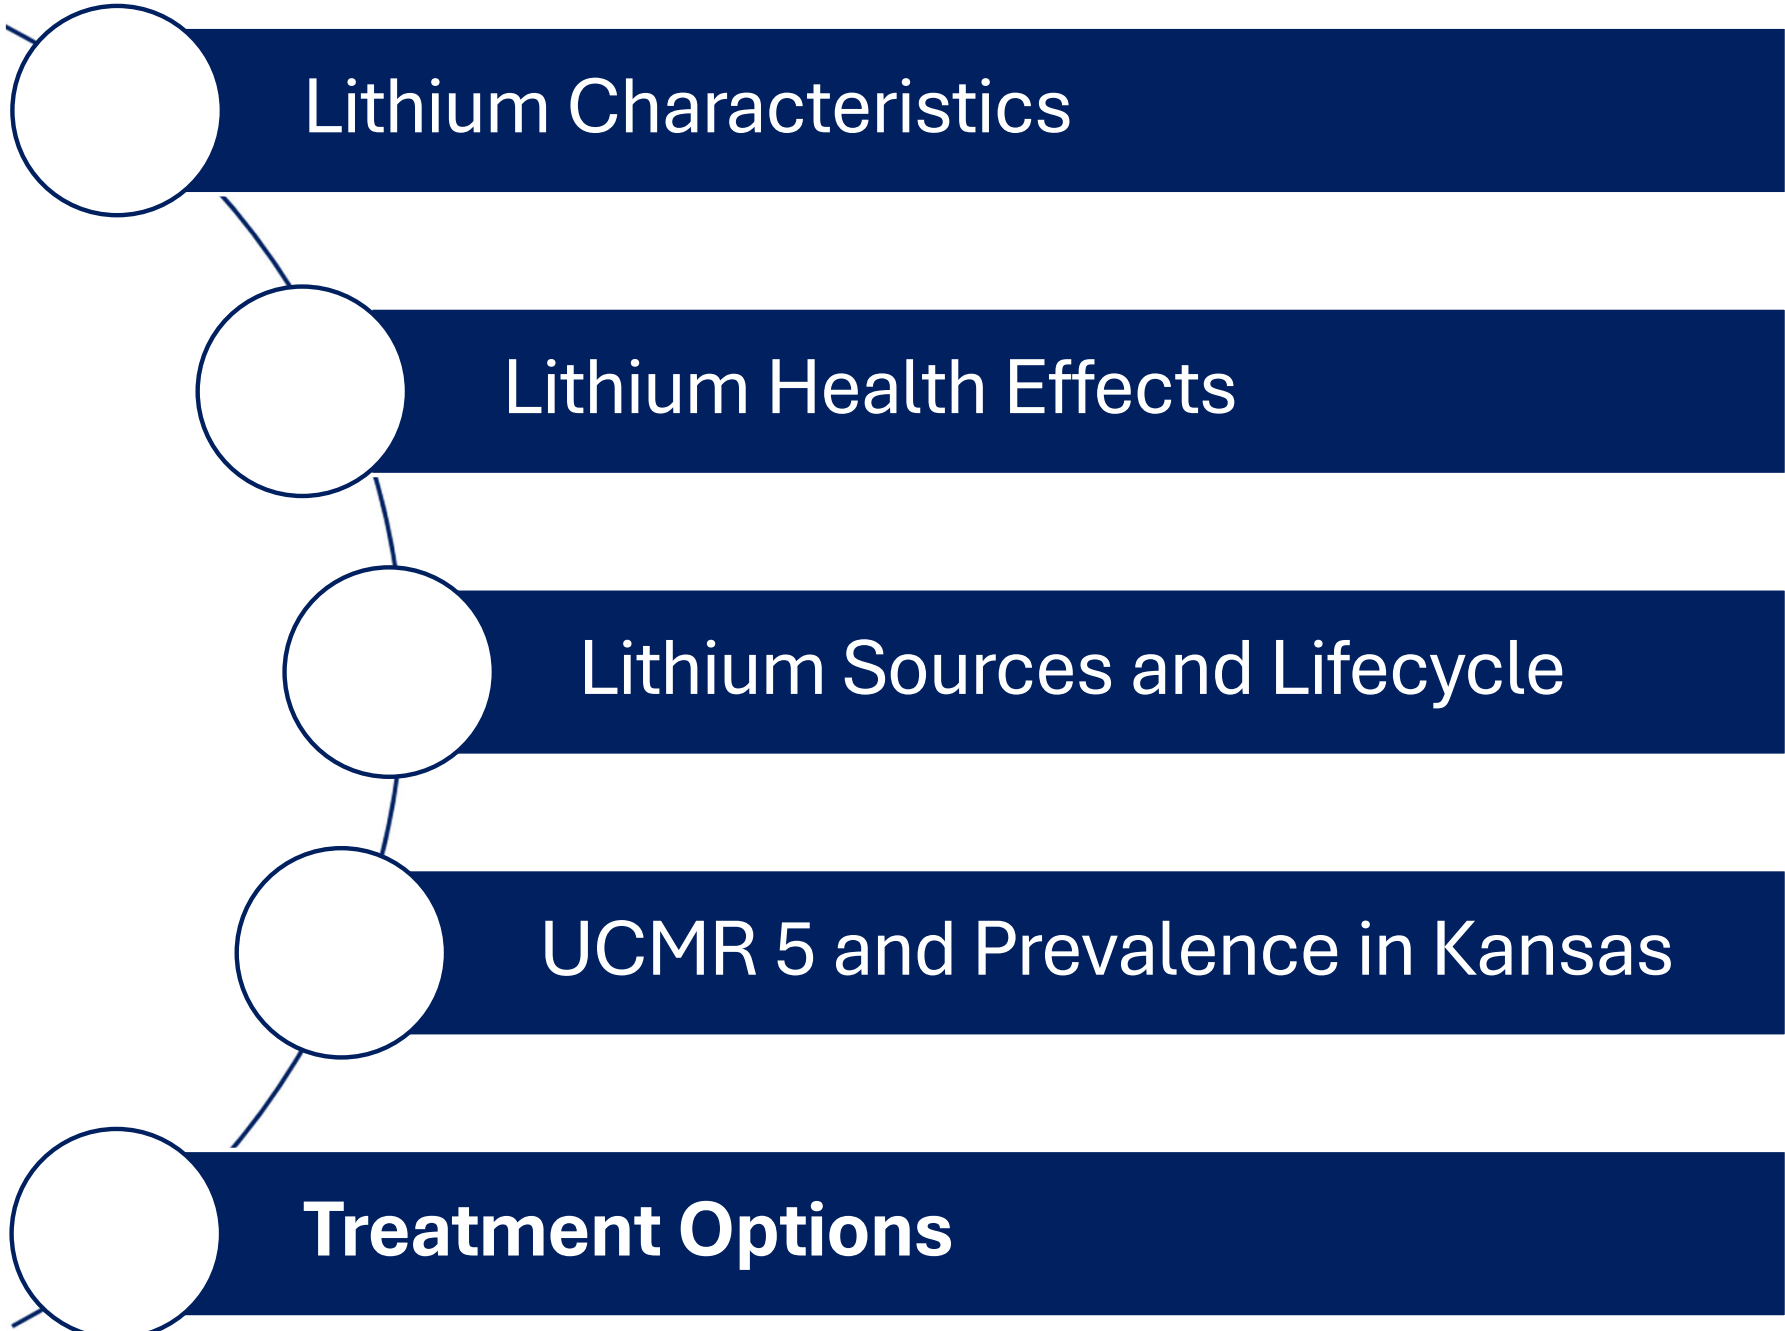 Lithium Characteristics
Lithium Health Effects
Lithium Sources and Lifecycle
UCMR 5 and Prevalence in Kansas
Treatment Options